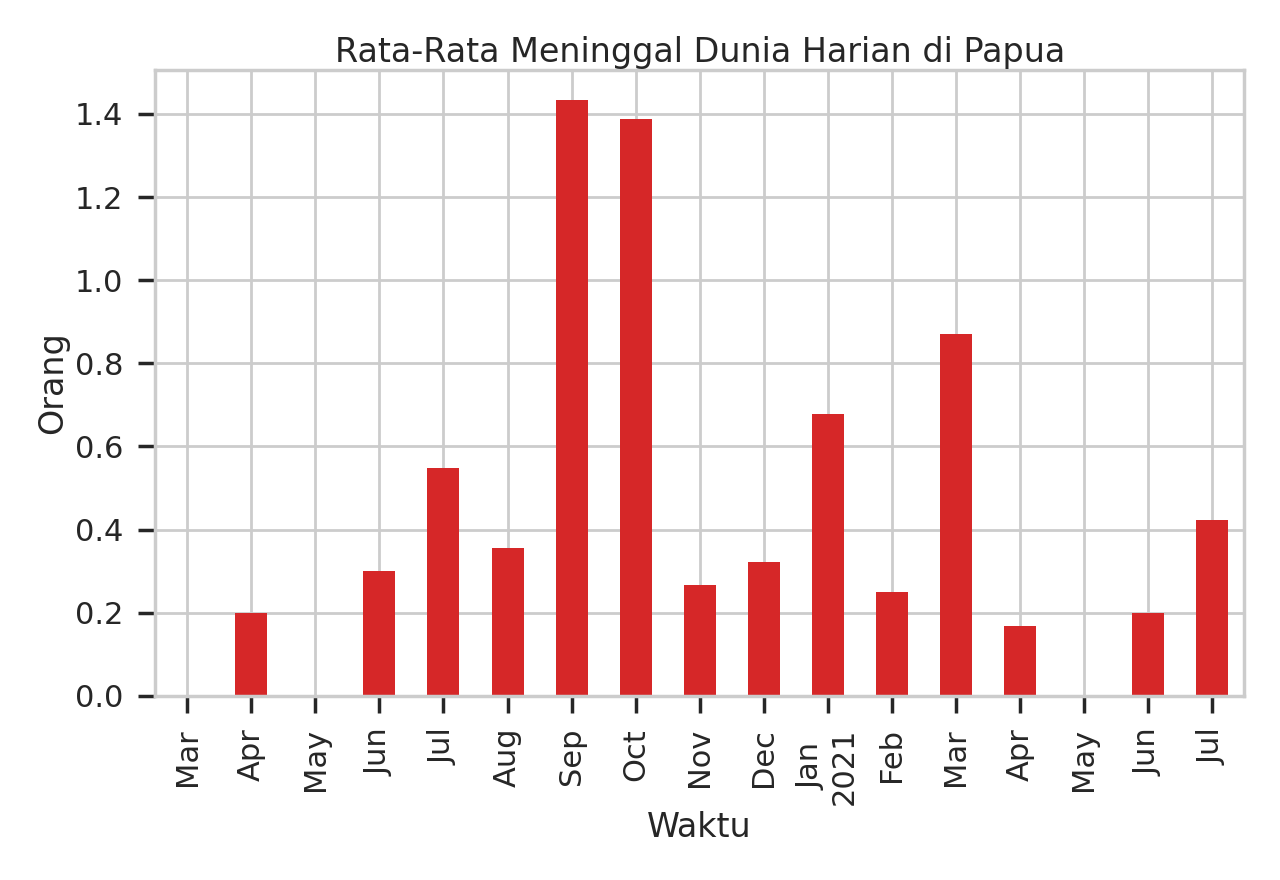 Rata-Rata Meninggal Dunia Harian di Papua
Orang
1.4
1.2
1.0
0.8
0.6
0.4
0.2
0.0
Mar
Apr
May
Jun
Jul
Aug
Sep
Oct
Nov
Dec
Jan
2021
Feb
Mar
Apr
May
Jun
Jul
Waktu